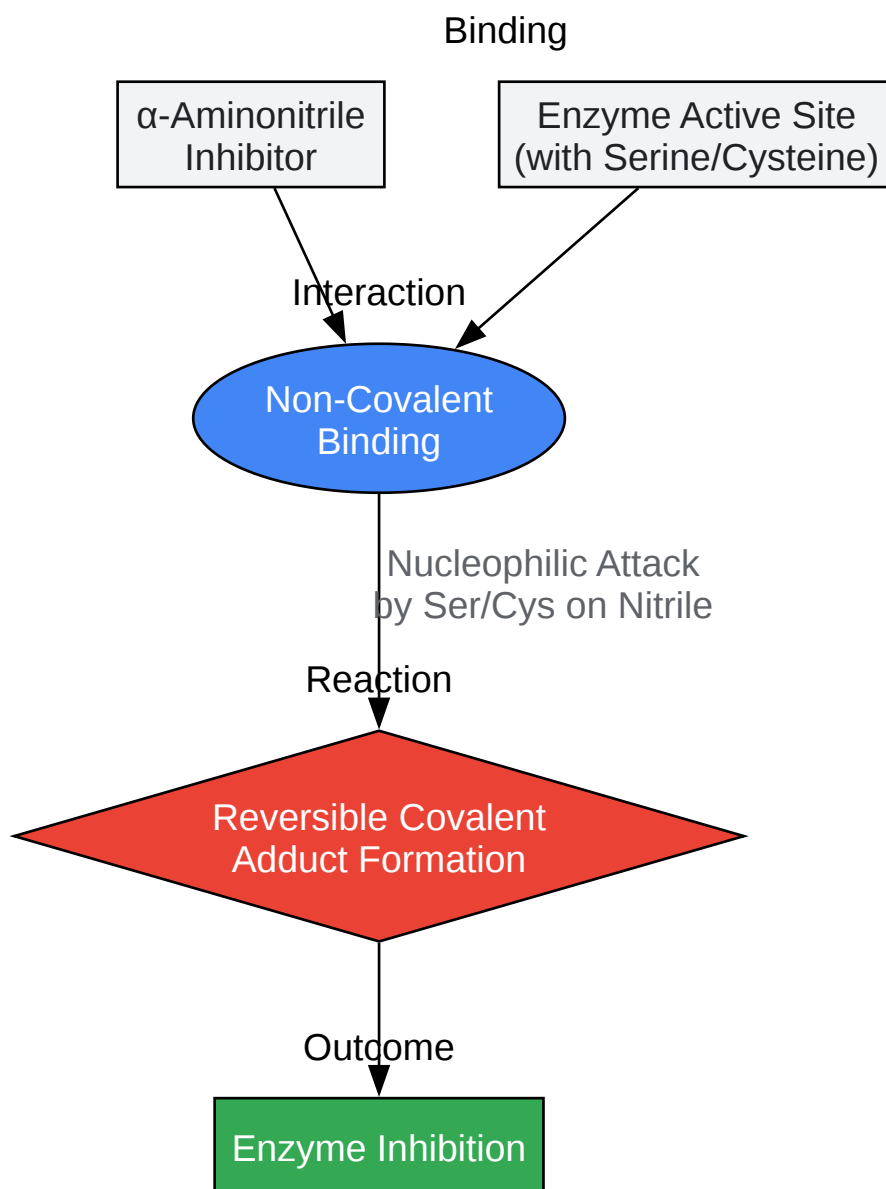 Binding
α-Aminonitrile
Inhibitor
Enzyme Active Site
(with Serine/Cysteine)
Interaction
Non-Covalent
Binding
Nucleophilic Attack
by Ser/Cys on Nitrile
Reaction
Reversible Covalent
Adduct Formation
Outcome
Enzyme Inhibition